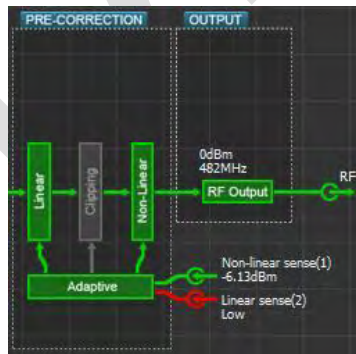 PRE-CORRECTION
OUTPUT
Linear
Clipping
Non-Linear
0dBm
482MHz
RF Output
RF
Adaptive
Non-linear sense(1)
-6.13dBm
Linear sense(2)
Low